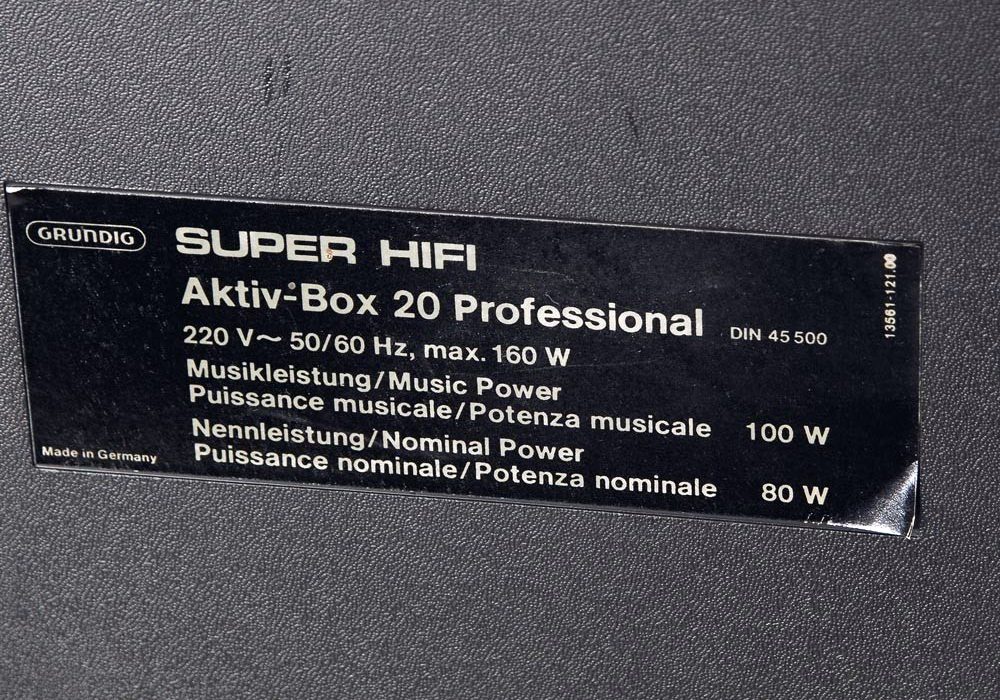 GRUNDIG
SUPER HIFI
Aktiv-Box 20 Professional
DIN 45 500
220 V~ 50/60 Hz, max. 160 W
Musikleistung/Music Power
Puissance musicale/Potenza musicale 100 W
Nennleistung/Nominal Power
Puissance nominale/Potenza nominale 80 W
Made in Germany
13561-121.00